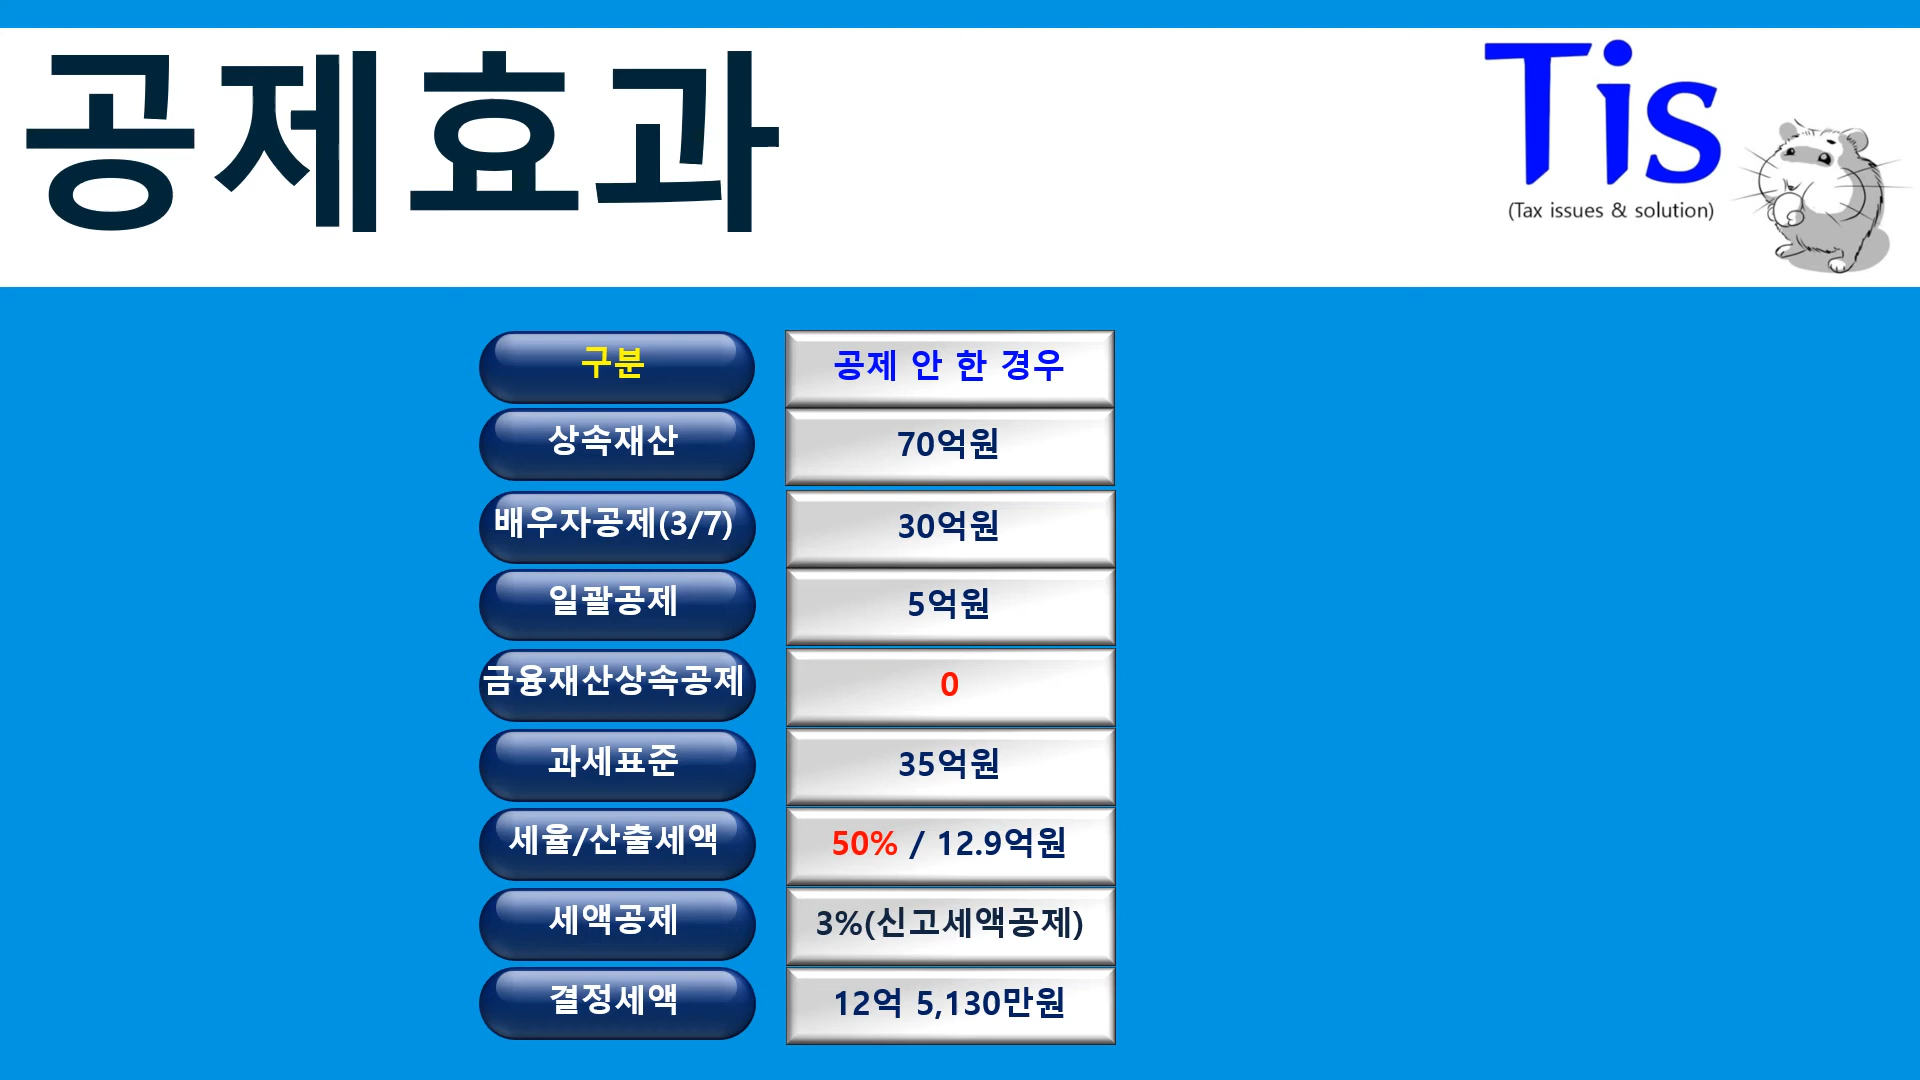 공제효과
Tis
(Tax issues & solution)
구분
공제 안 한 경우
상속재산
70억원
배우자공제(3/7)
30억원
일괄공제
5억원
금융재산상속공제
0
과세표준
35억원
세율/산출세액
50% / 12.9억원
세액공제
3%(신고세액공제)
결정세액
12억 5,130만원